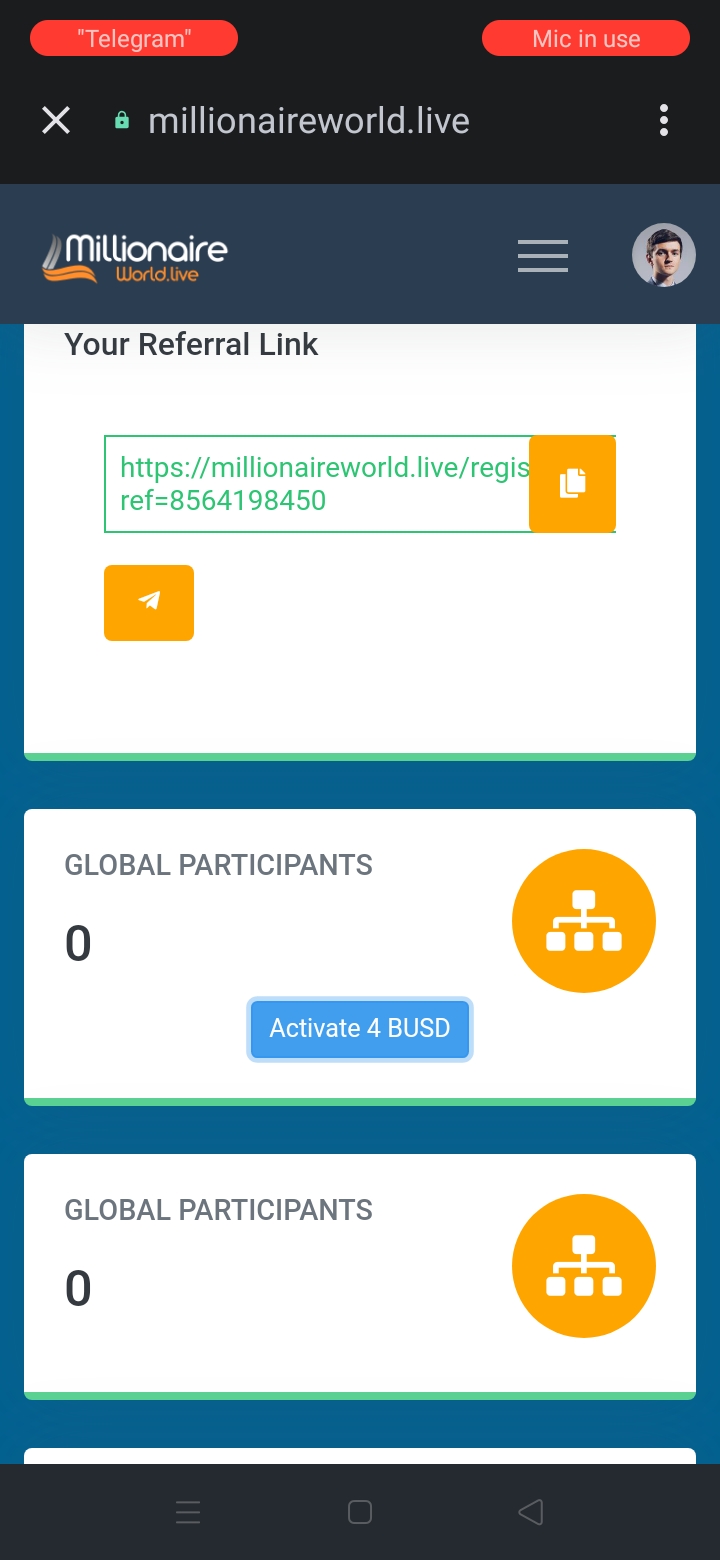 "Telegram"
Mic in use
millionaireworld.live
Millionaire
World.live
Your Referral Link
https://millionaireworld.live/regis
ref=8564198450
GLOBAL PARTICIPANTS
0
Activate 4 BUSD
GLOBAL PARTICIPANTS
0